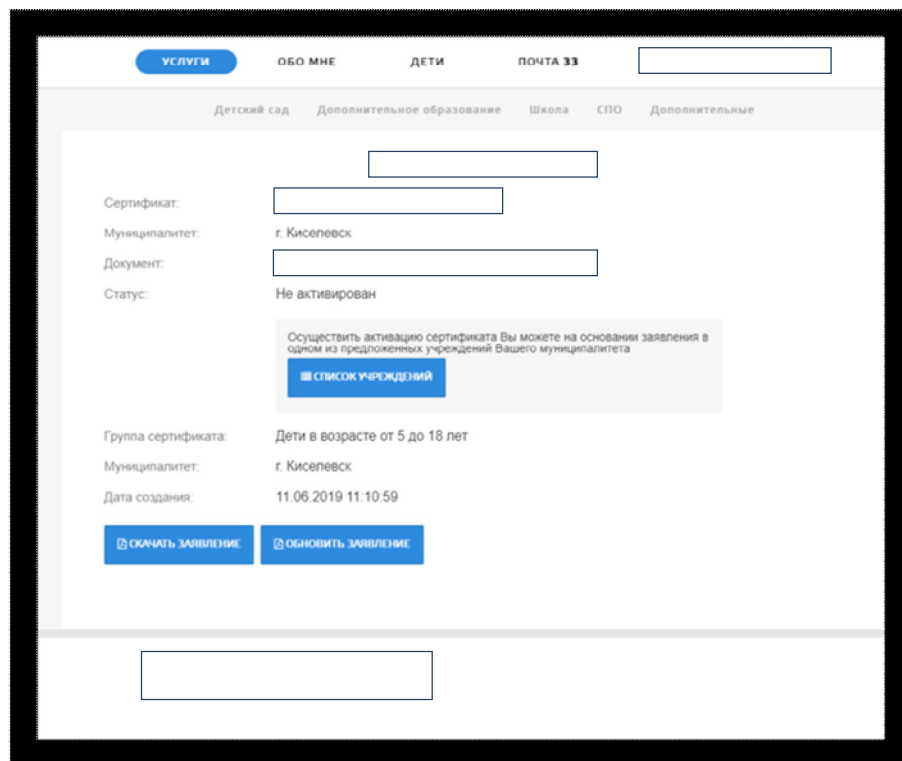 УСЛУГИ ОБО МНЕ ДЕТИ ПОЧТА 33
Детский сад Дополнительное образование Школа СПО Дополнительные
Сертификат:
Муниципалитет: г. Киселевск
Документ:
Статус: Не активирован
Осуществить активацию сертификата Вы можете на основании заявления в
одном из предложенных учреждений Вашего муниципалитета
СПИСОК УЧРЕЖДЕНИЙ
Группа сертификата: Дети в возрасте от 5 до 18 лет
Муниципалитет: г. Киселевск
Дата создания: 11.06.2019 11:10:59
СКАЧАТЬ ЗАЯВЛЕНИЕ ОБНОВИТЬ ЗАЯВЛЕНИЕ